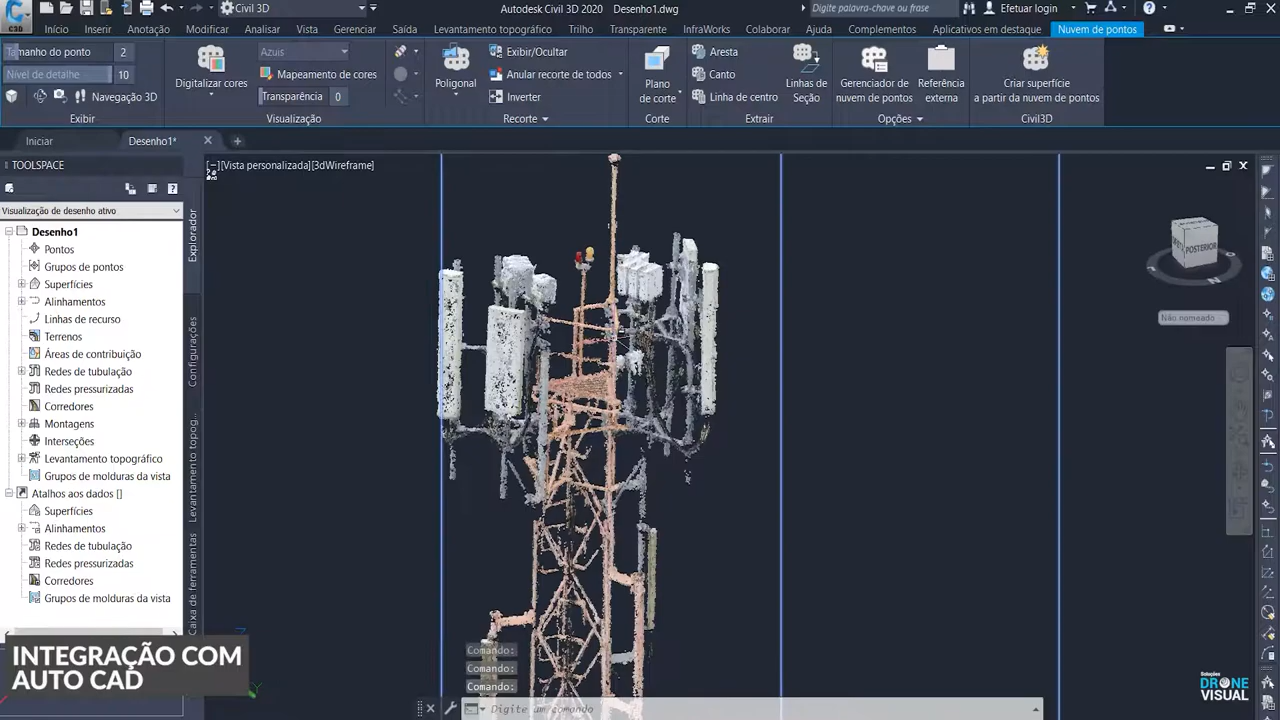 C3D
Civil 3D
Autodesk Civil 3D 2020 Desenho1.dwg
Digite palavra-chave ou frase
Efetuar login
Início
Inserir
Anotação
Modificar
Analisar
Vista
Gerenciar
Saída
Levantamento topográfico
Trilho
Transparente
InfraWorks
Colaborar
Ajuda
Complementos
Aplicativos em destaque
Nuvem de pontos
Tamanho do ponto 2
Nível de detalhe 10
Navegação 3D
Exibir
Digitalizar cores
Azuis
Mapeamento de cores
Transparência 0
Visualização
Poligonal
Exibir/Ocultar
Anular recorte de todos
Inverter
Recorte
Plano
de corte
Corte
Aresta
Canto
Linha de centro
Linhas de
Seção
Extrair
Gerenciador de
nuvem de pontos
Referência
externa
Opções
Criar superfície
a partir da nuvem de pontos
Civil3D
Iniciar
Desenho1*
TOOLSPACE
Visualização de desenho ativo
Desenho1
Pontos
Grupos de pontos
Superfícies
Alinhamentos
Linhas de recurso
Terrenos
Áreas de contribuição
Redes de tubulação
Redes pressurizadas
Corredores
Montagens
Interseções
Levantamento topográfico
Grupos de molduras da vista
Atalhos aos dados []
Superfícies
Alinhamentos
Redes de tubulação
Redes pressurizadas
Corredores
Grupos de molduras da vista
Explorador
Configurações
Levantamento topog...
Caixa de ferramentas
[−][Vista personalizada][3dWireframe]
POSTERIOR
Não nomeado
Comando:
Comando:
Comando:
Digite um comando
INTEGRAÇÃO COM
AUTO CAD
Soluções
DRONE
VISUAL